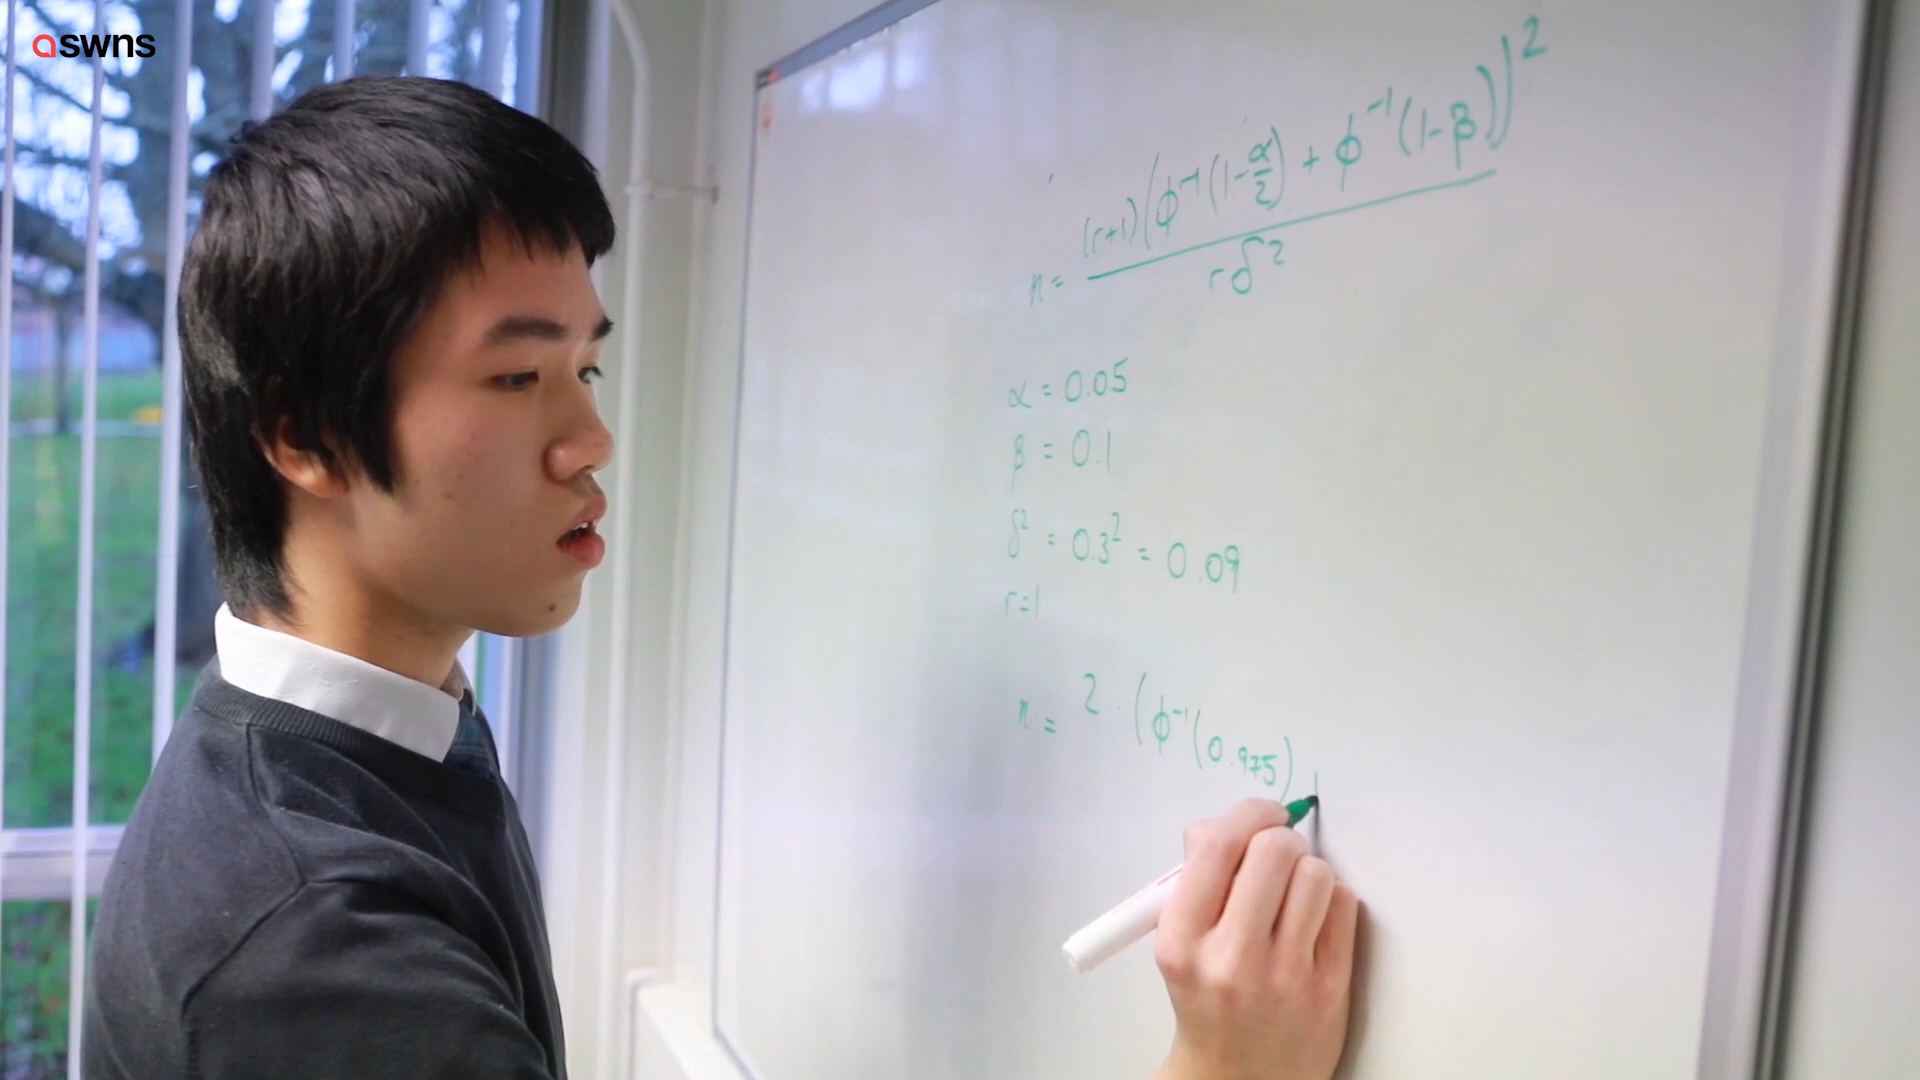 aswns
n = (r+1)(ϕ⁻¹(1-α/2) + ϕ⁻¹(1-β))² / rδ²
α = 0.05
β = 0.1
δ² = 0.3² = 0.09
r=1
n = 2 · (ϕ⁻¹(0.975)